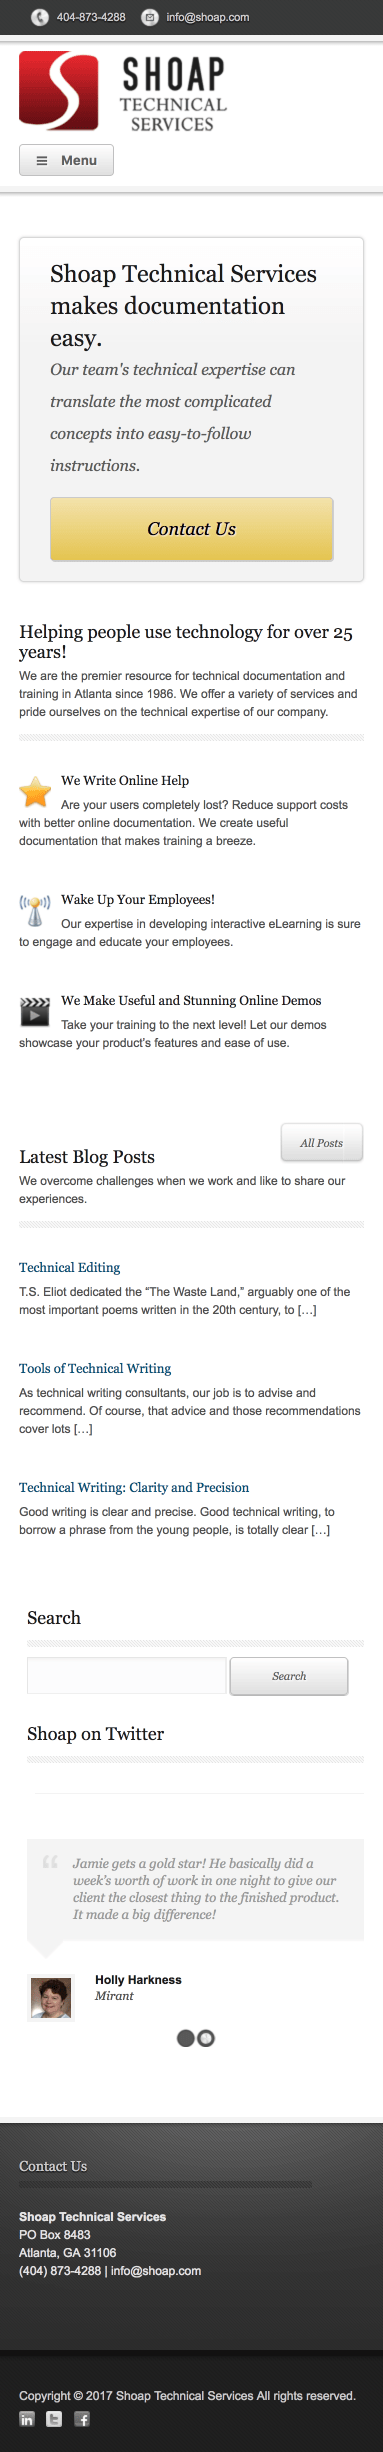 404-873-4288 info@shoap.com
SHOAP
TECHNICAL
SERVICES
Menu
Shoap Technical Services
makes documentation
easy.
Our team's technical expertise can
translate the most complicated
concepts into easy-to-follow
instructions.
Contact Us
Helping people use technology for over 25
years!
We are the premier resource for technical documentation and
training in Atlanta since 1986. We offer a variety of services and
pride ourselves on the technical expertise of our company.
We Write Online Help
Are your users completely lost? Reduce support costs
with better online documentation. We create useful
documentation that makes training a breeze.
Wake Up Your Employees!
Our expertise in developing interactive eLearning is sure
to engage and educate your employees.
We Make Useful and Stunning Online Demos
Take your training to the next level! Let our demos
showcase your product's features and ease of use.
All Posts
Latest Blog Posts
We overcome challenges when we work and like to share our
experiences.
Technical Editing
T.S. Eliot dedicated the “The Waste Land,” arguably one of the
most important poems written in the 20th century, to […]
Tools of Technical Writing
As technical writing consultants, our job is to advise and
recommend. Of course, that advice and those recommendations
cover lots […]
Technical Writing: Clarity and Precision
Good writing is clear and precise. Good technical writing, to
borrow a phrase from the young people, is totally clear […]
Search
Search
Shoap on Twitter
“ Jamie gets a gold star! He basically did a
week's worth of work in one night to give our
client the closest thing to the finished product.
It made a big difference!
Holly Harkness
Mirant
Contact Us
Shoap Technical Services
PO Box 8483
Atlanta, GA 31106
(404) 873-4288 | info@shoap.com
Copyright © 2017 Shoap Technical Services All rights reserved.
in t f